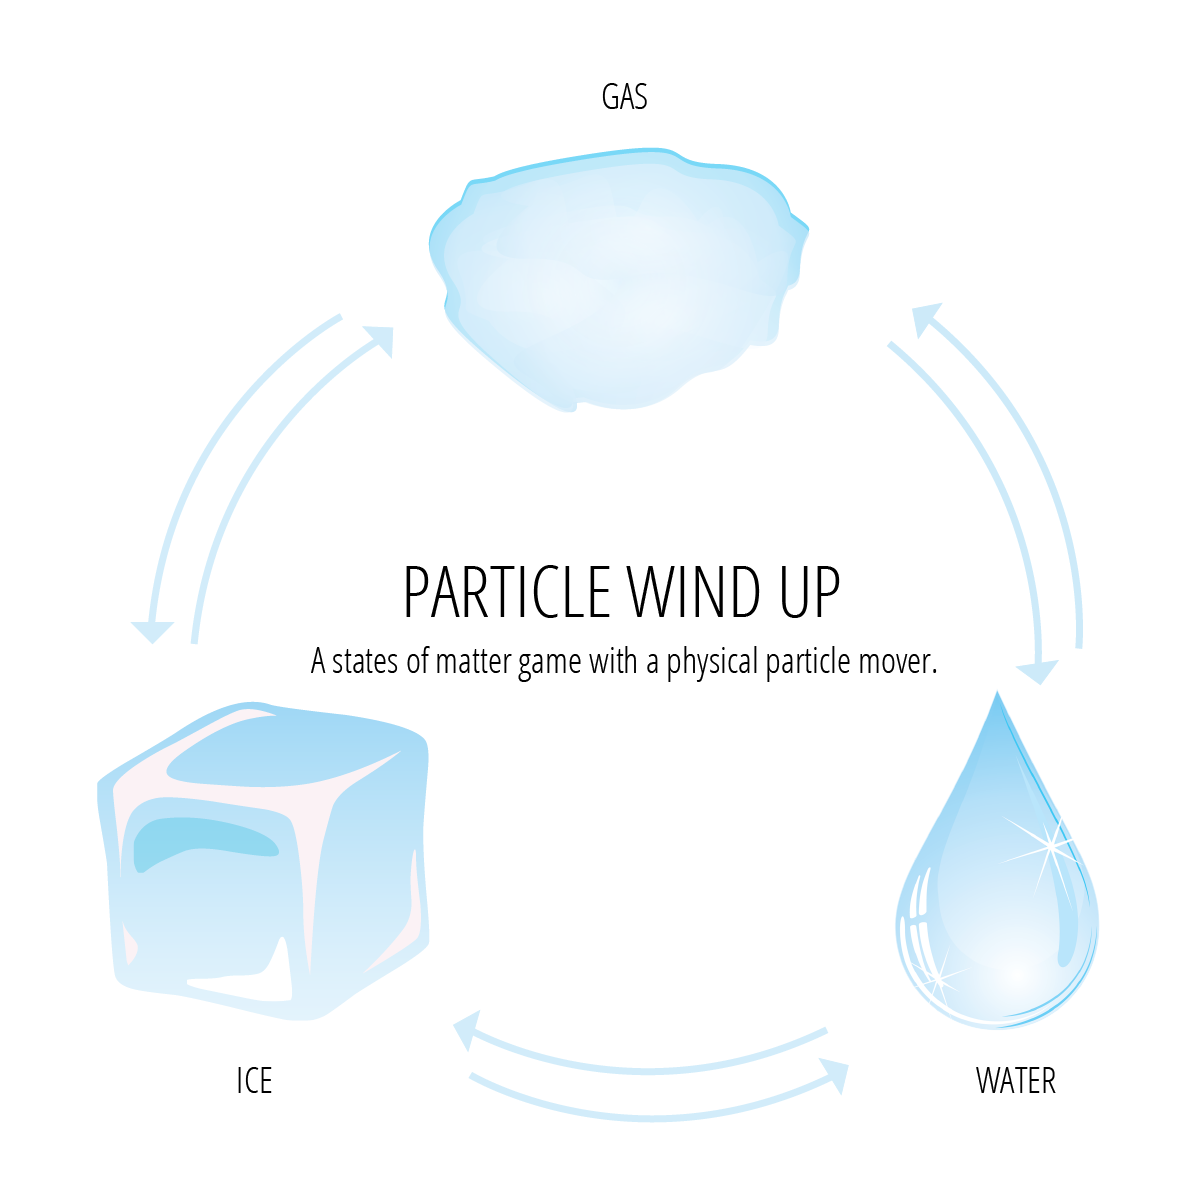 GAS
PARTICLE WIND UP
A states of matter game with a physical particle mover.
ICE
WATER